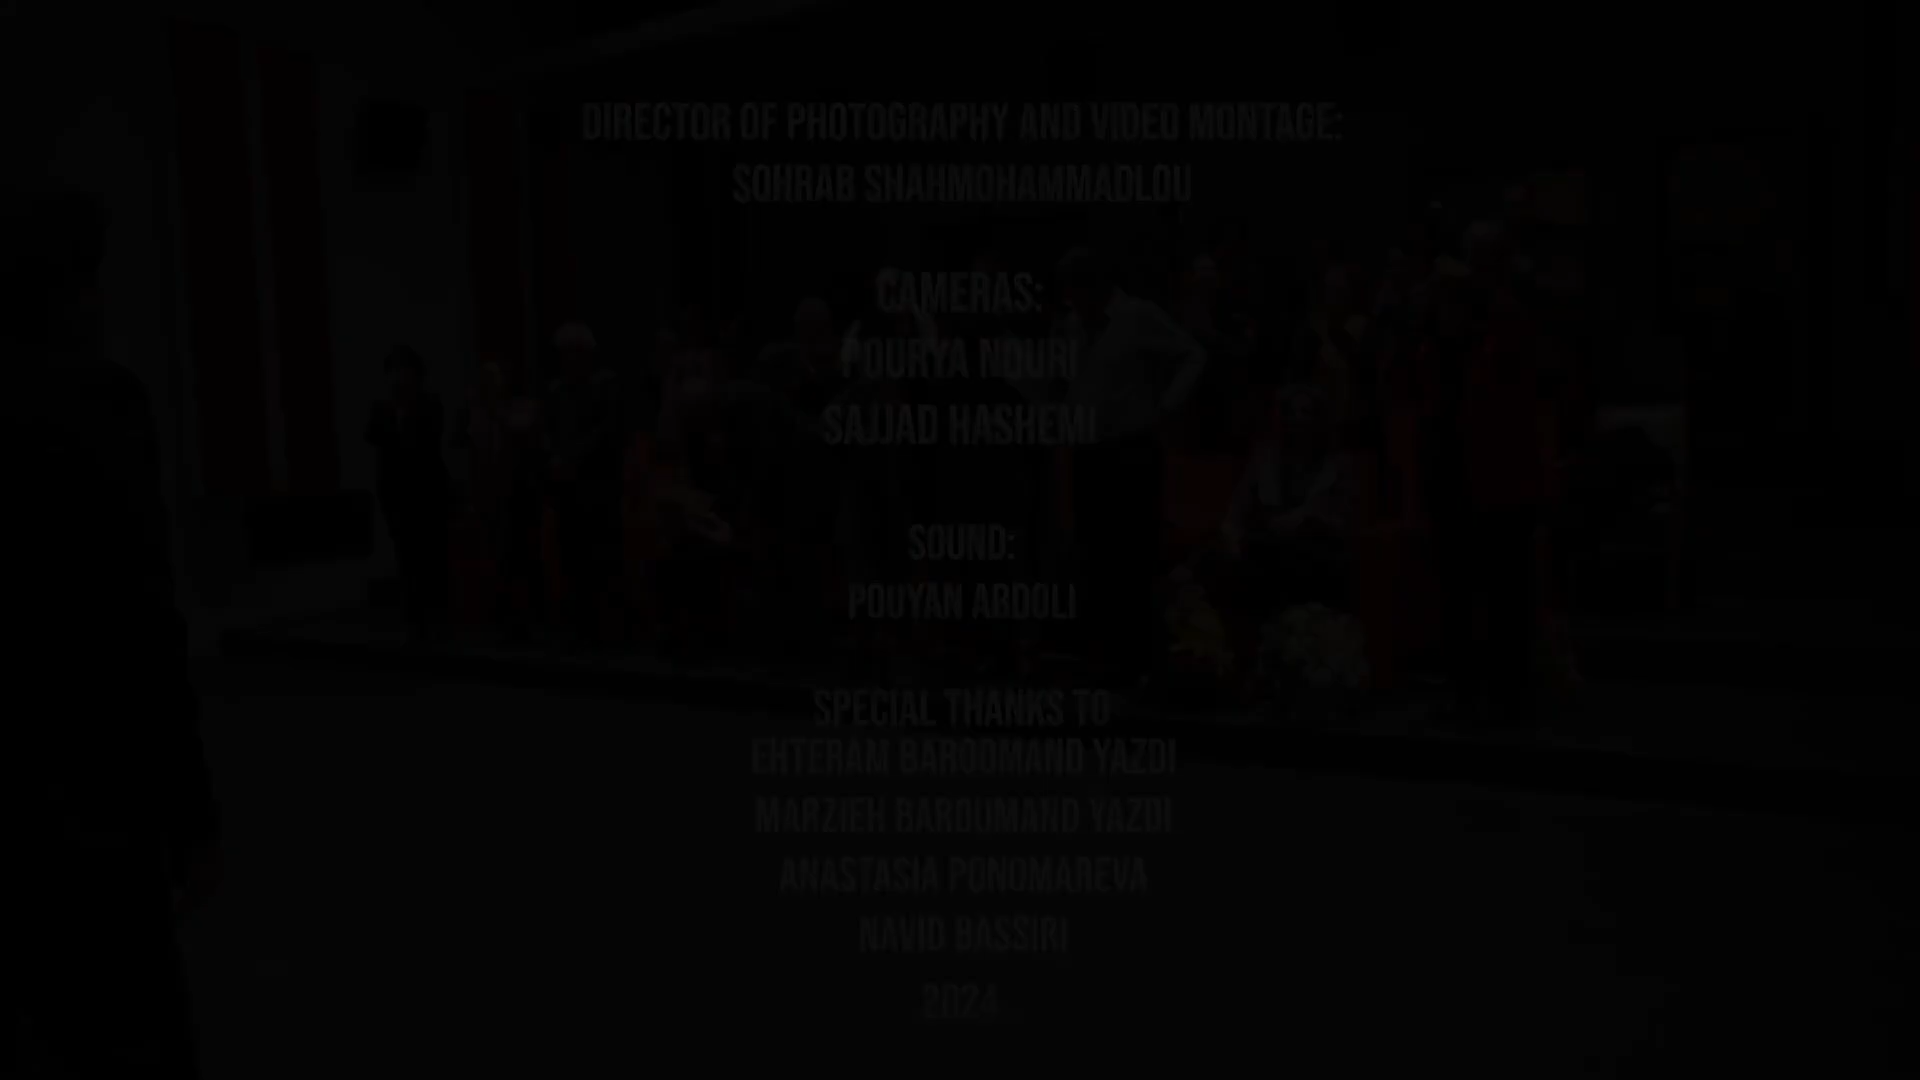 DIRECTOR OF PHOTOGRAPHY AND VIDEO MONTAGE:
SOHRAB SHAHMOHAMMADLOU
CAMERAS:
POURYA NOURI
SAJJAD HASHEMI
SOUND:
POUYAN ARDOLI
SPECIAL THANKS TO
EHTERAM BAROOMAND YAZDI
MARZIEH BAROUMAND YAZDI
ANASTASIA PONOMAREVA
NAVID BASSIRI
2024